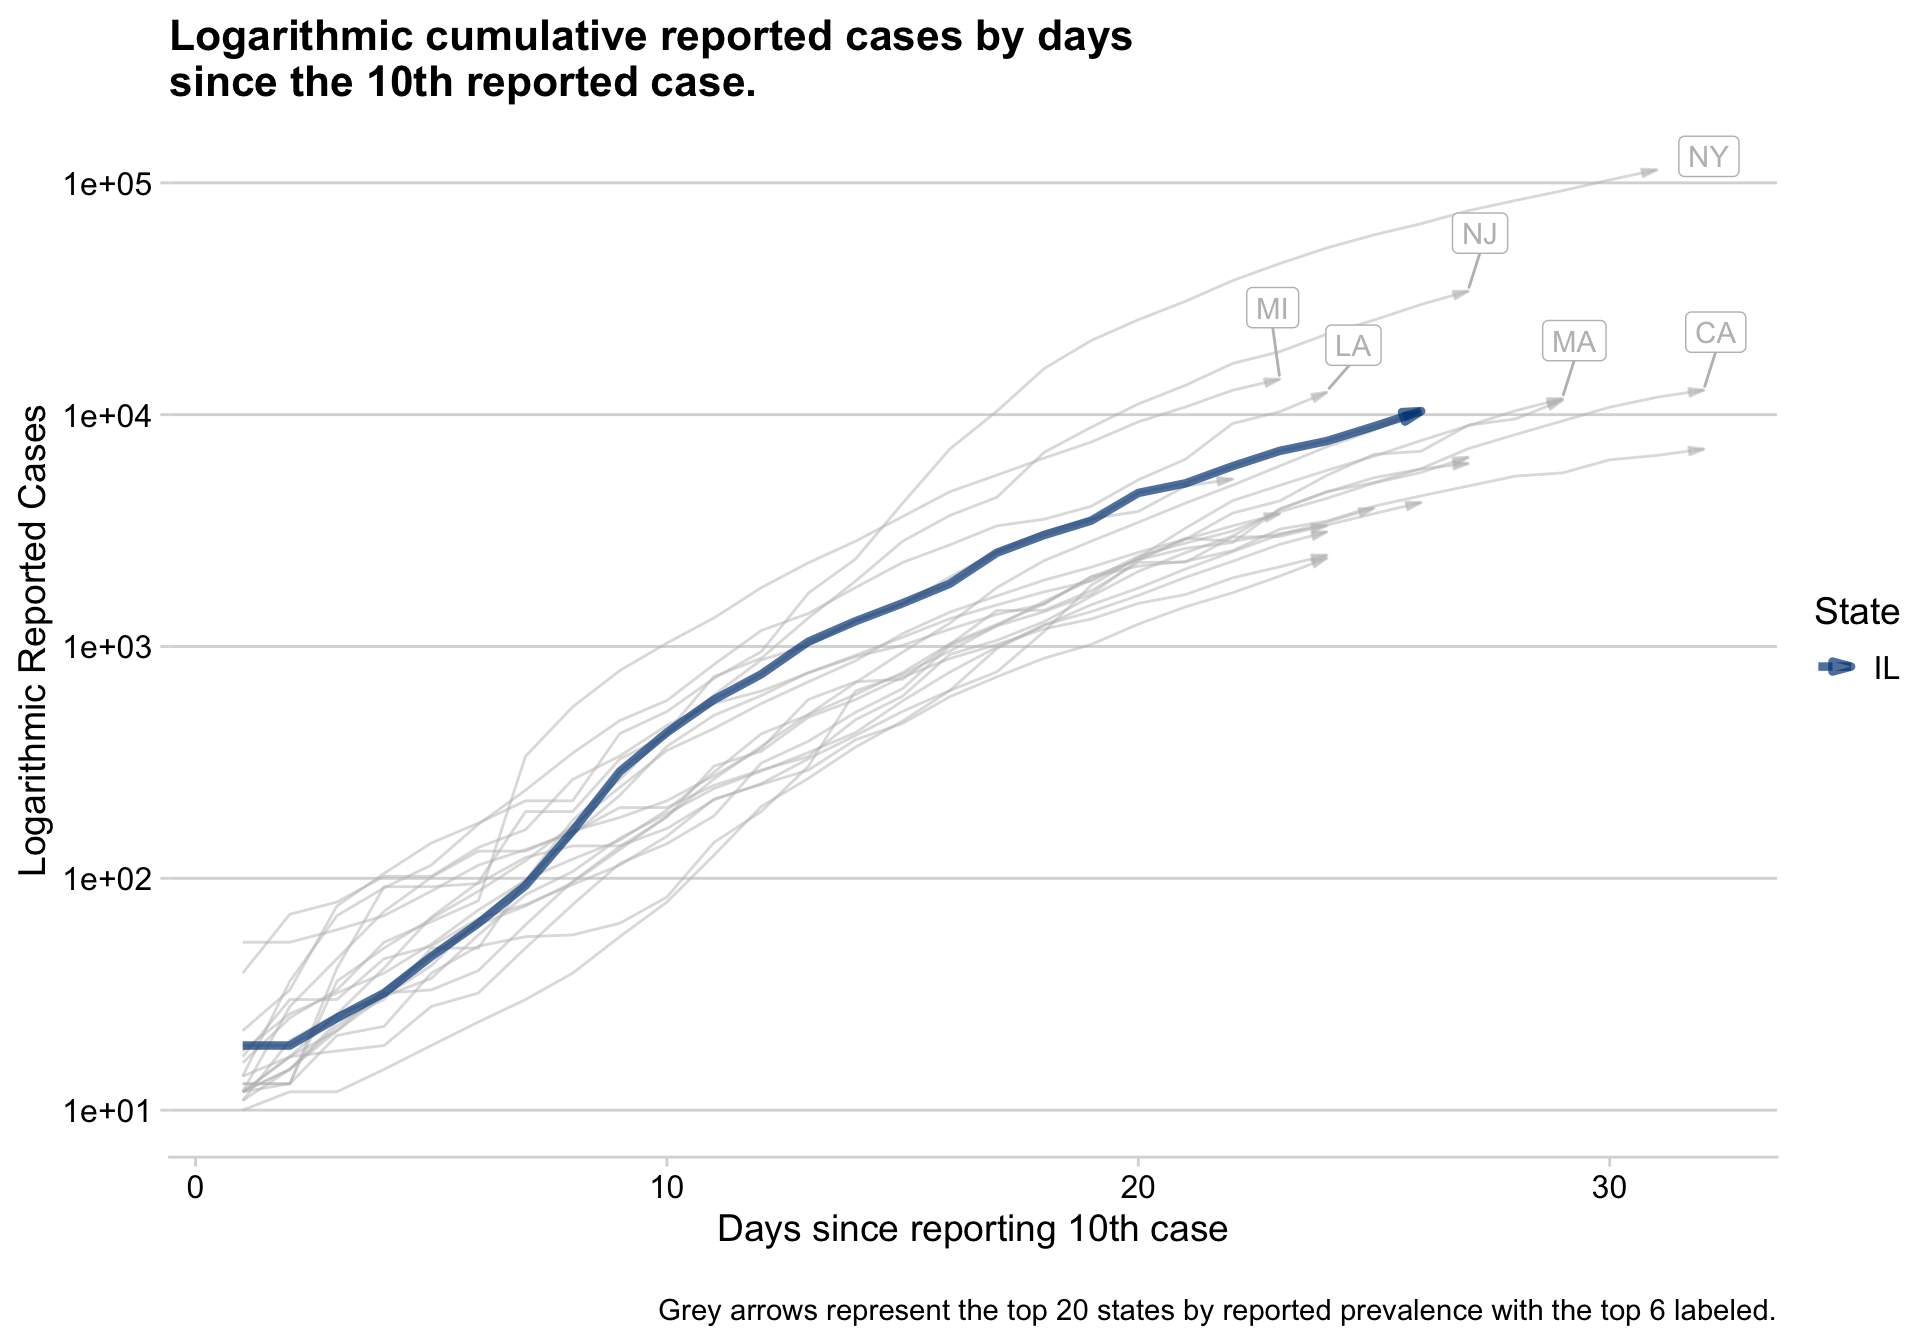 Logarithmic cumulative reported cases by days
since the 10th reported case.
NY
1e+05
NJ
MI
LA
MA
CA
1e+04
Logarithmic Reported Cases
1e+03
State
IL
1e+02
1e+01
0
10
20
30
Days since reporting 10th case
Grey arrows represent the top 20 states by reported prevalence with the top 6 labeled.